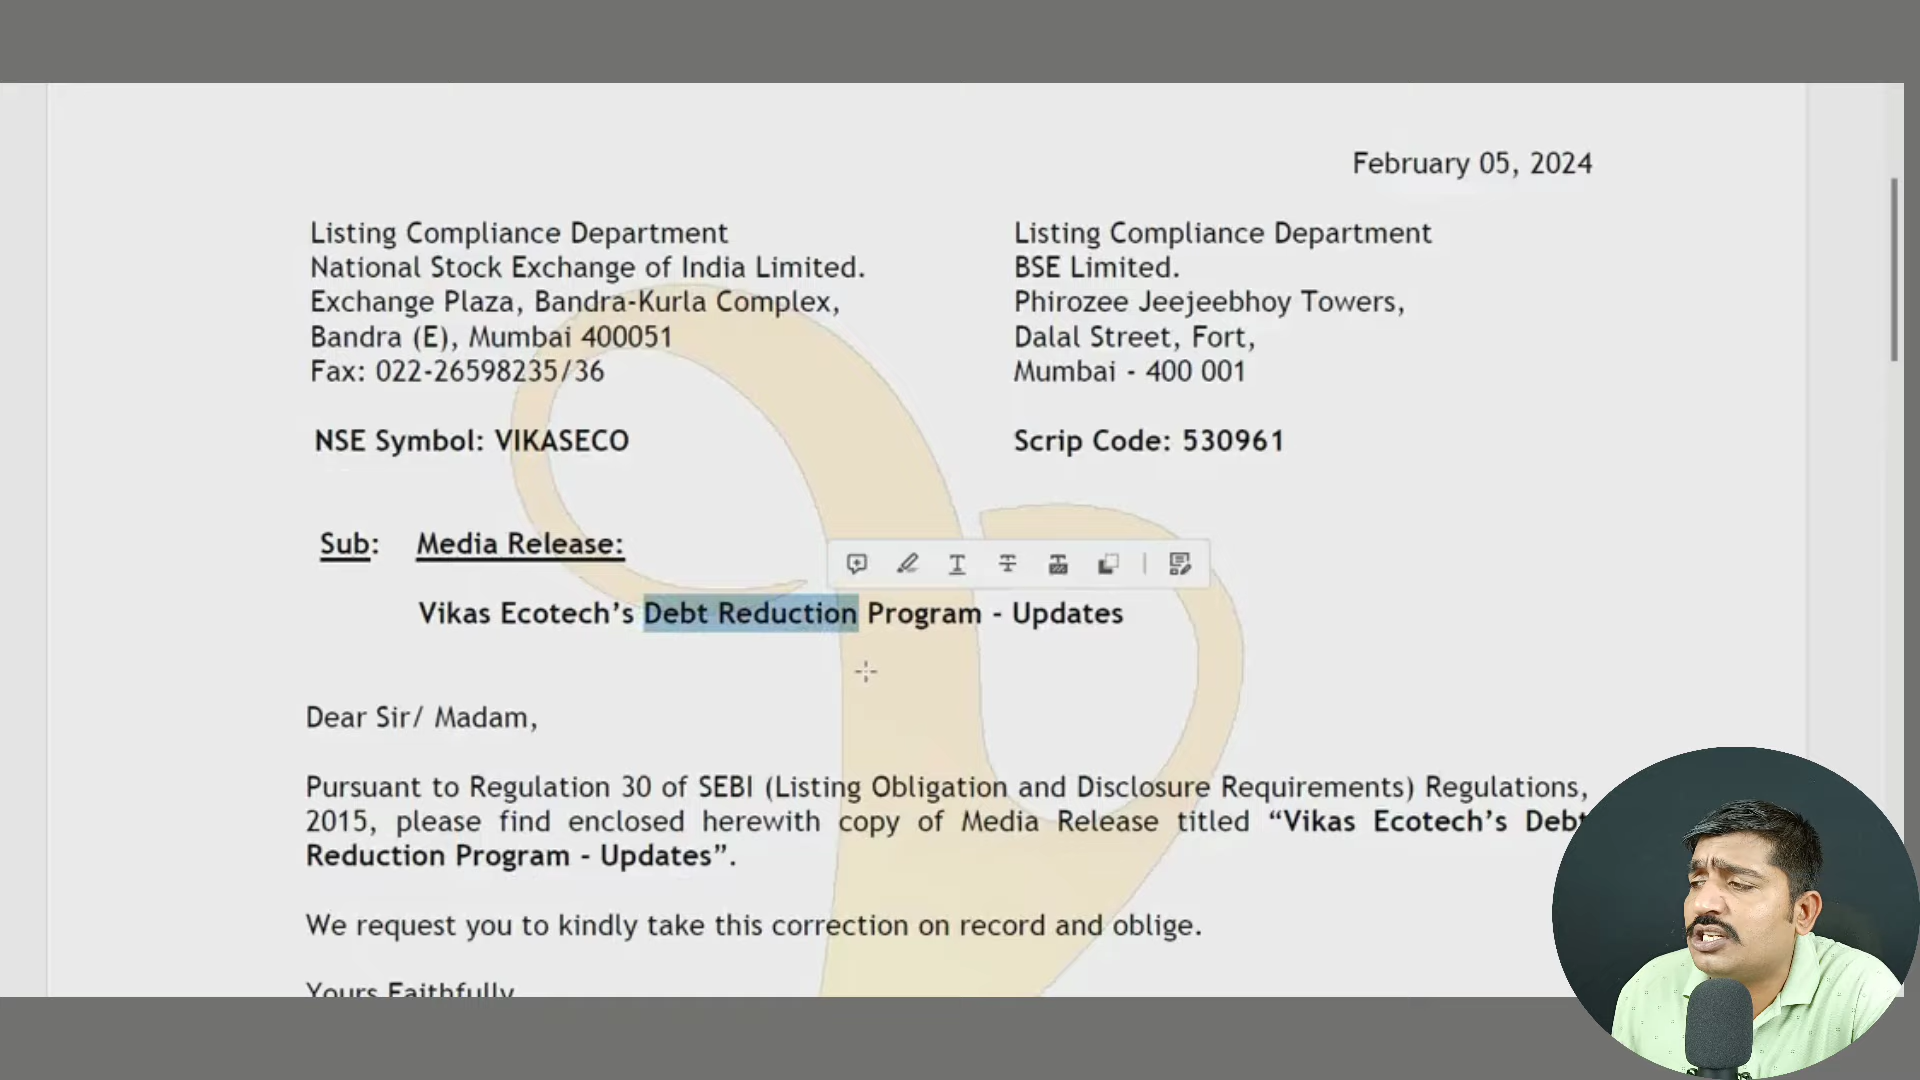 February 05, 2024
Listing Compliance Department
National Stock Exchange of India Limited.
Exchange Plaza, Bandra-Kurla Complex,
Bandra (E), Mumbai 400051
Fax: 022-26598235/36
Listing Compliance Department
BSE Limited.
Phirozee Jeejeebhoy Towers,
Dalal Street, Fort,
Mumbai - 400 001
NSE Symbol: VIKASECO
Scrip Code: 530961
Sub: Media Release:
Vikas Ecotech’s Debt Reduction Program - Updates
Dear Sir/ Madam,
Pursuant to Regulation 30 of SEBI (Listing Obligation and Disclosure Requirements) Regulations,
2015, please find enclosed herewith copy of Media Release titled “Vikas Ecotech’s Debt
Reduction Program - Updates”.
We request you to kindly take this correction on record and oblige.
Yours Faithfully